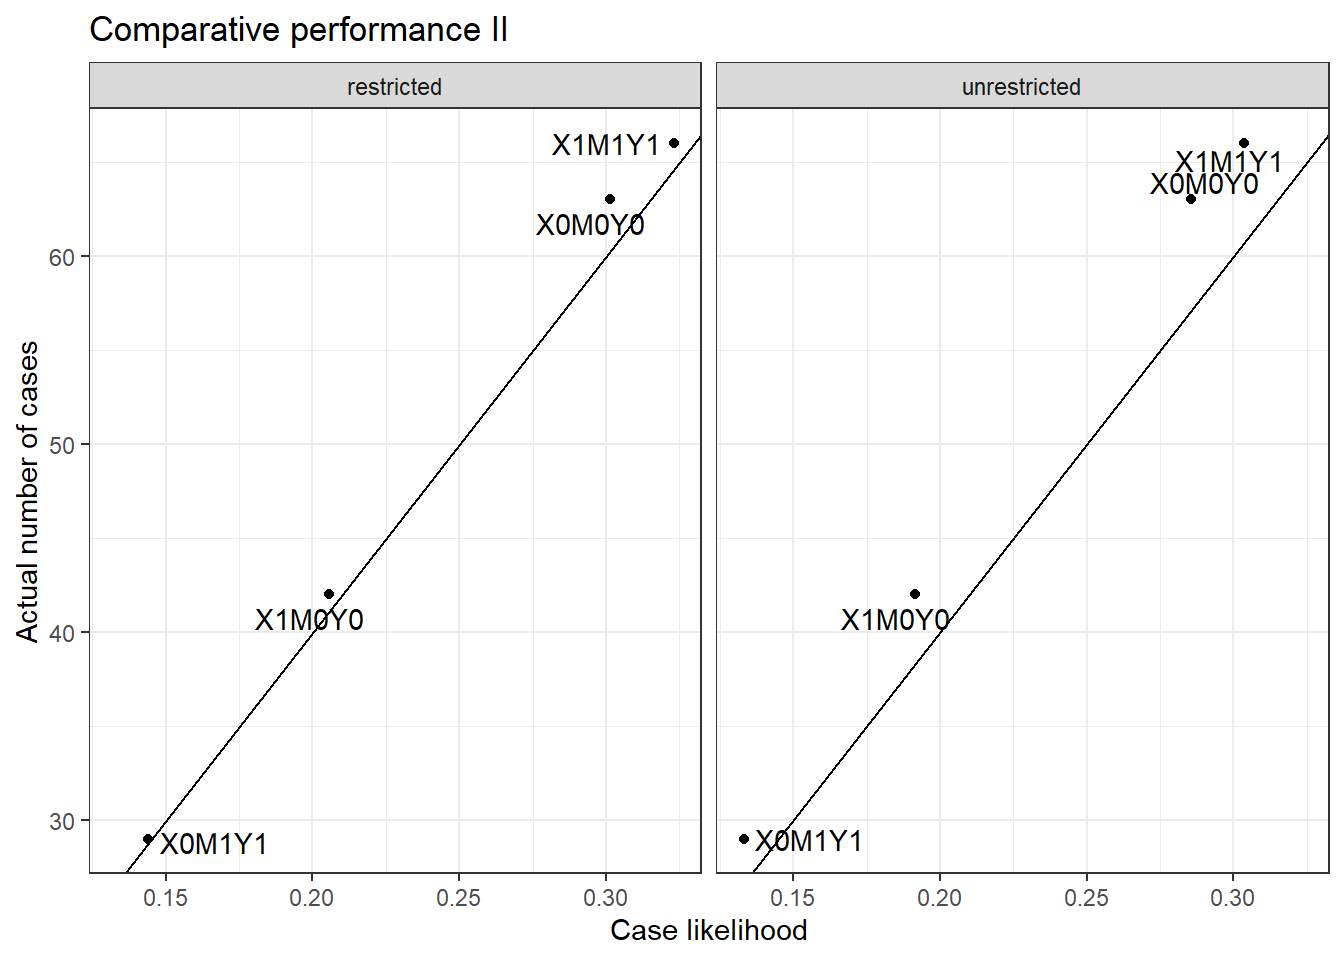 Comparative performance II
restricted
unrestricted
Actual number of cases
60
50
40
30
X1M1Y1
X0M0Y0
X1M0Y0
X0M1Y1
X1M1Y1
X0M0Y0
X1M0Y0
X0M1Y1
0.15 0.20 0.25 0.30
0.15 0.20 0.25 0.30
Case likelihood